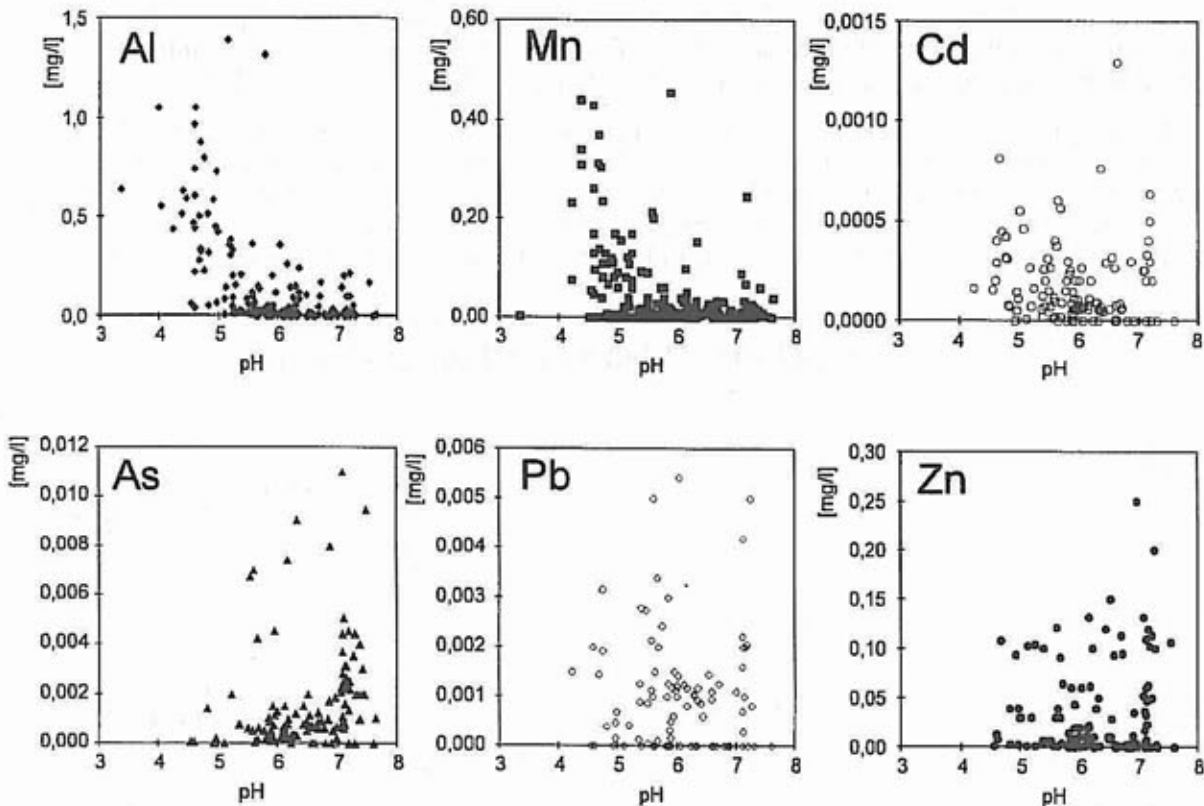 Al
[mg/l]
1,5
1,0
0,5
0,0
3 4 5 6 7 8
pH
Mn
[mg/l]
0,60
0,40
0,20
0,00
3 4 5 6 7 8
pH
Cd
[mg/l]
0,0015
0,0010
0,0005
0,0000
3 4 5 6 7 8
pH
As
[mg/l]
0,012
0,010
0,008
0,006
0,004
0,002
0,000
3 4 5 6 7 8
pH
Pb
[mg/l]
0,006
0,005
0,004
0,003
0,002
0,001
0,000
3 4 5 6 7 8
pH
Zn
[mg/l]
0,30
0,25
0,20
0,15
0,10
0,05
0,00
3 4 5 6 7 8
pH